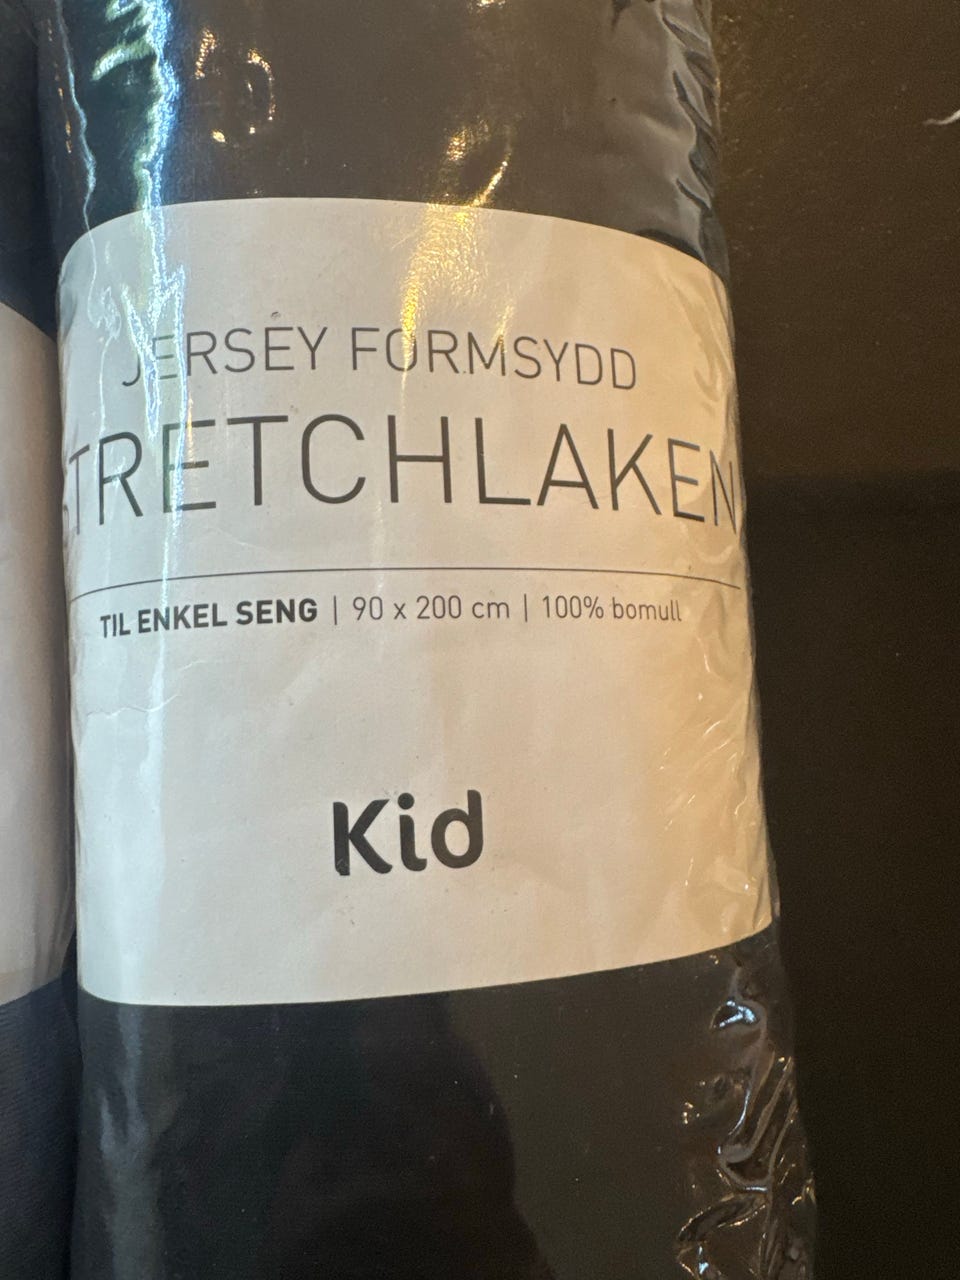 JERSEY FORMSYDD
STRETCHLAKEN
TIL ENKEL SENG | 90 x 200 cm | 100% bomull
Kid